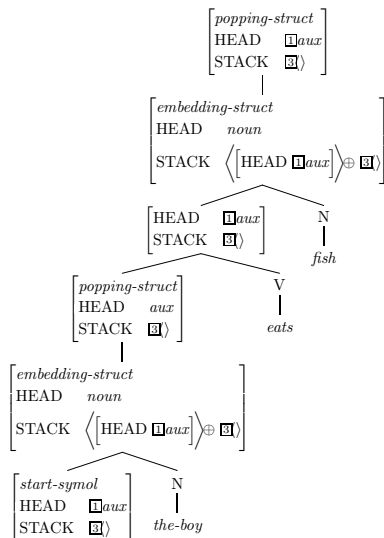 popping-struct
HEAD 1 aux
STACK 3 ⟨⟩
embedding-struct
HEAD noun
STACK ⟨[HEAD 1 aux]⟩⊕ 3 ⟨⟩
HEAD 1 aux N
STACK 3 ⟨⟩
fish
popping-struct V
HEAD aux
STACK 3 ⟨⟩ eats
embedding-struct
HEAD noun
STACK ⟨[HEAD 1 aux]⟩⊕ 3 ⟨⟩
start-symol N
HEAD 1 aux
STACK 3 ⟨⟩ the-boy